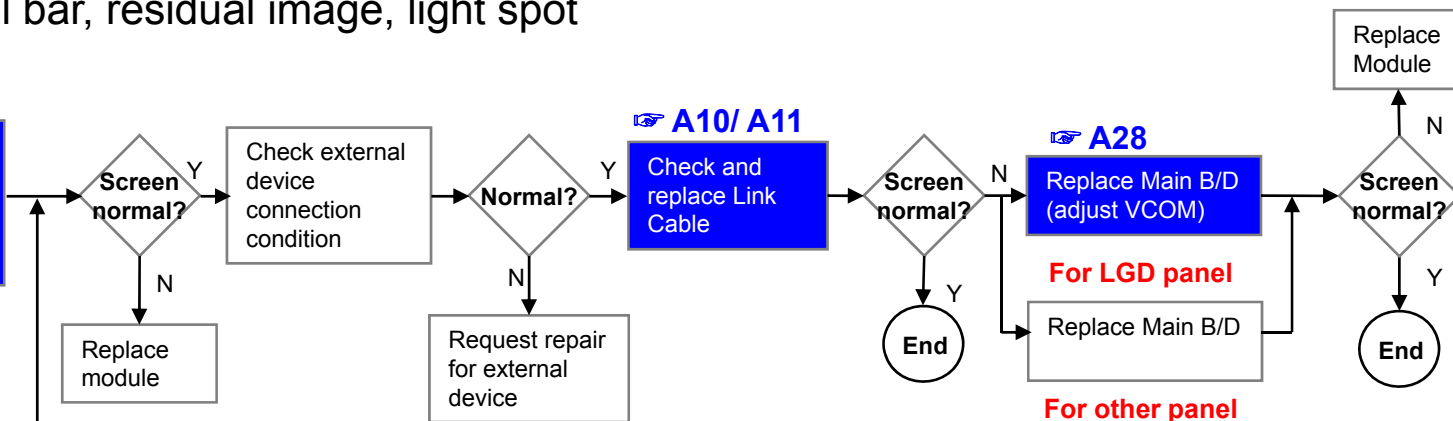 l bar, residual image, light spot
Replace
Module
N
☞ A10/ A11
☞ A28
Screen
normal?
Y
Check external
device
connection
condition
Normal?
Y
Check and
replace Link
Cable
Screen
normal?
N
Replace Main B/D
(adjust VCOM)
Screen
normal?
N
Replace
module
N
Request repair
for external
device
Y
End
For LGD panel
Replace Main B/D
For other panel
Y
End